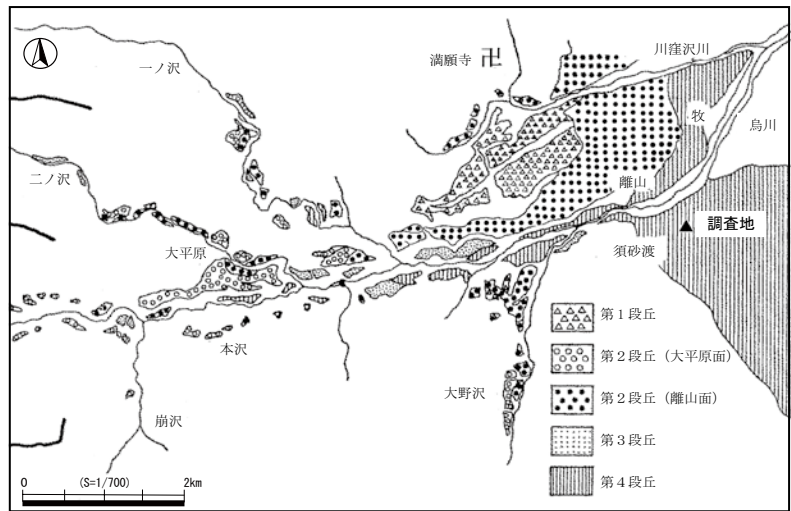 一ノ沢
満願寺 卍
川窪沢川
牧
烏川
二ノ沢
離山
▲ 調査地
大平原
須砂渡
本沢
大野沢
崩沢
第１段丘
第２段丘（大平原面）
第２段丘（離山面）
第３段丘
第４段丘
0 (S=1/700) 2km